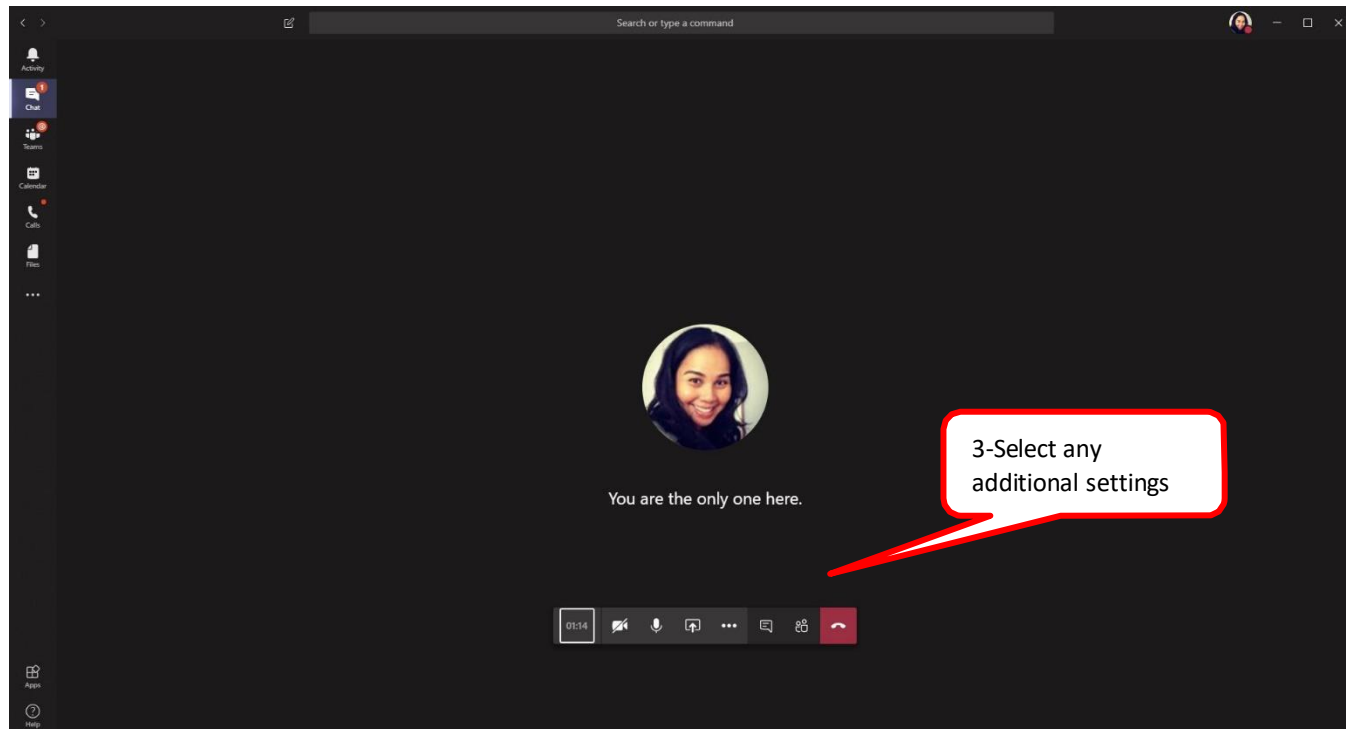 Search or type a command
Activity
1
Chat
Teams
Calendar
Calls
Files
You are the only one here.
3-Select any
additional settings
01:14
Apps
Help